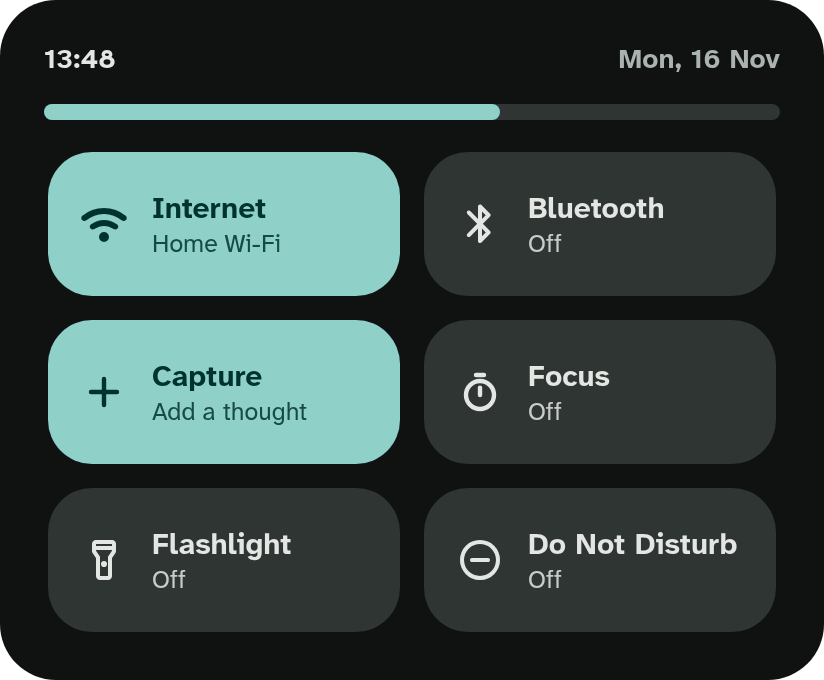 13:48
Mon, 16 Nov
Internet
Home Wi-Fi
Bluetooth
Off
Capture
Add a thought
Focus
Off
Flashlight
Off
Do Not Disturb
Off